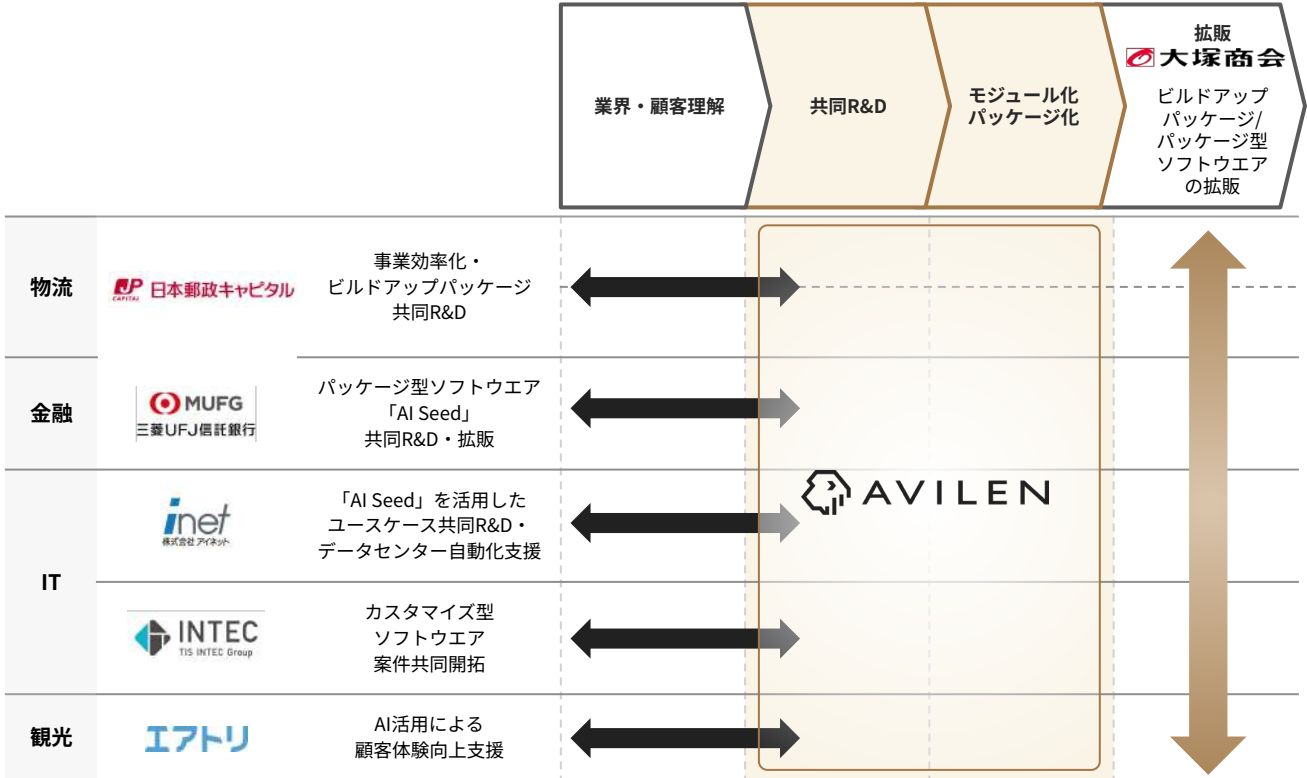 業界・顧客理解
共同R&D
モジュール化
パッケージ化
拡販
大塚商会
ビルドアップ
パッケージ/
パッケージ型
ソフトウエア
の拡販
物流
JP
CAPITAL
日本郵政キャピタル
事業効率化・
ビルドアップパッケージ
共同R&D
金融
MUFG
三菱UFJ信託銀行
パッケージ型ソフトウエア
「AI Seed」
共同R&D・拡販
IT
inet
株式会社アイネット
「AI Seed」を活用した
ユースケース共同R&D・
データセンター自動化支援
INTEC
TIS INTEC Group
カスタマイズ型
ソフトウエア
案件共同開拓
観光
エアトリ
AI活用による
顧客体験向上支援
AVILEN